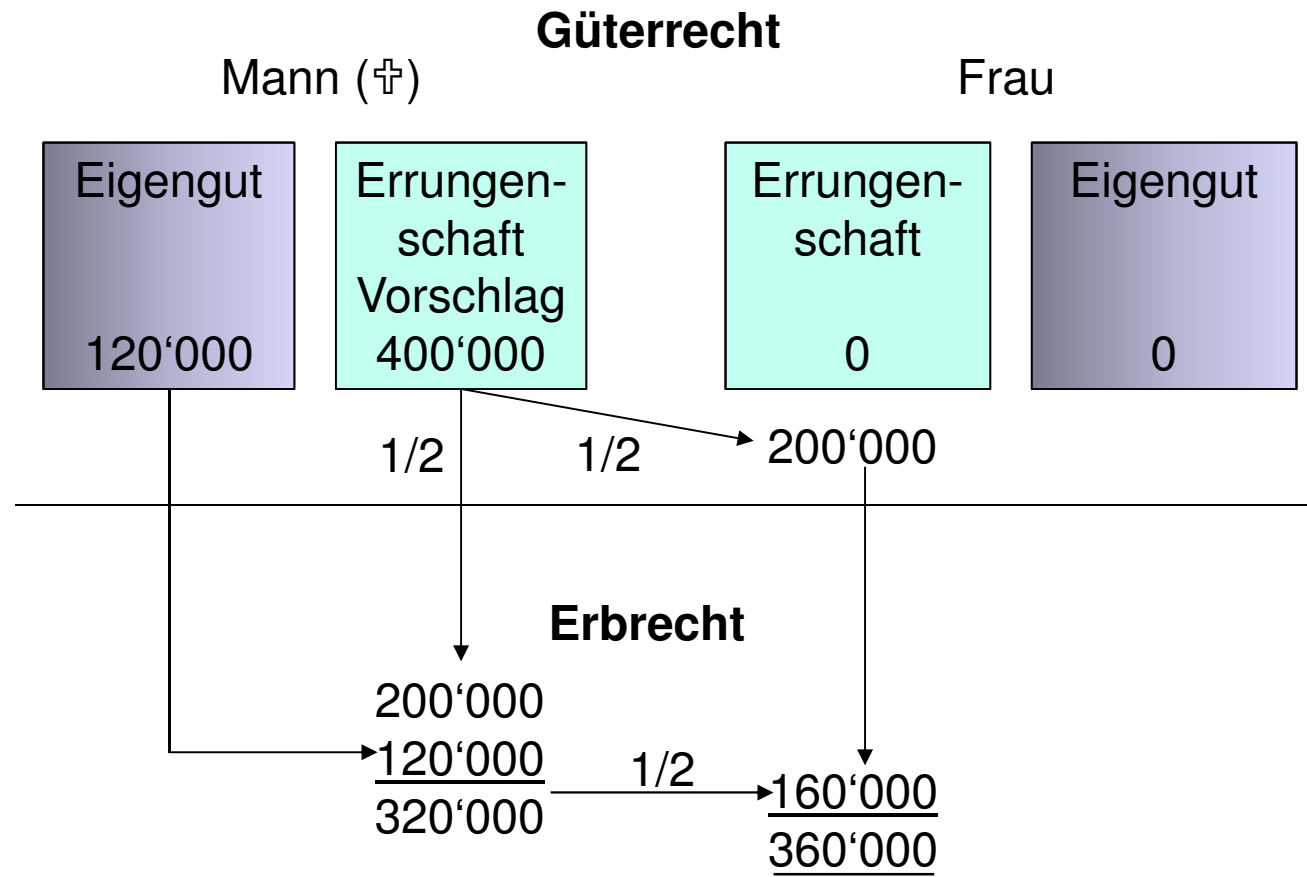 Güterrecht
Mann (✞)
Frau
Eigengut
120‘000
Errungen-
schaft
Vorschlag
400‘000
Errungen-
schaft
0
Eigengut
0
1/2
1/2
200‘000
Erbrecht
200‘000
120‘000
320‘000
1/2
160‘000
360‘000